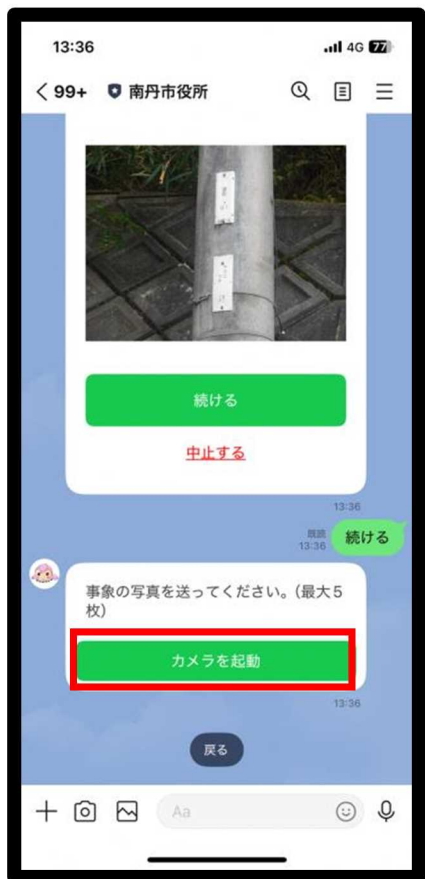 13:36
4G 77
99+ 南丹市役所
続ける
中止する
13:36
既読
13:36
続ける
事象の写真を送ってください。(最大5
枚)
カメラを起動
13:36
戻る
Aa